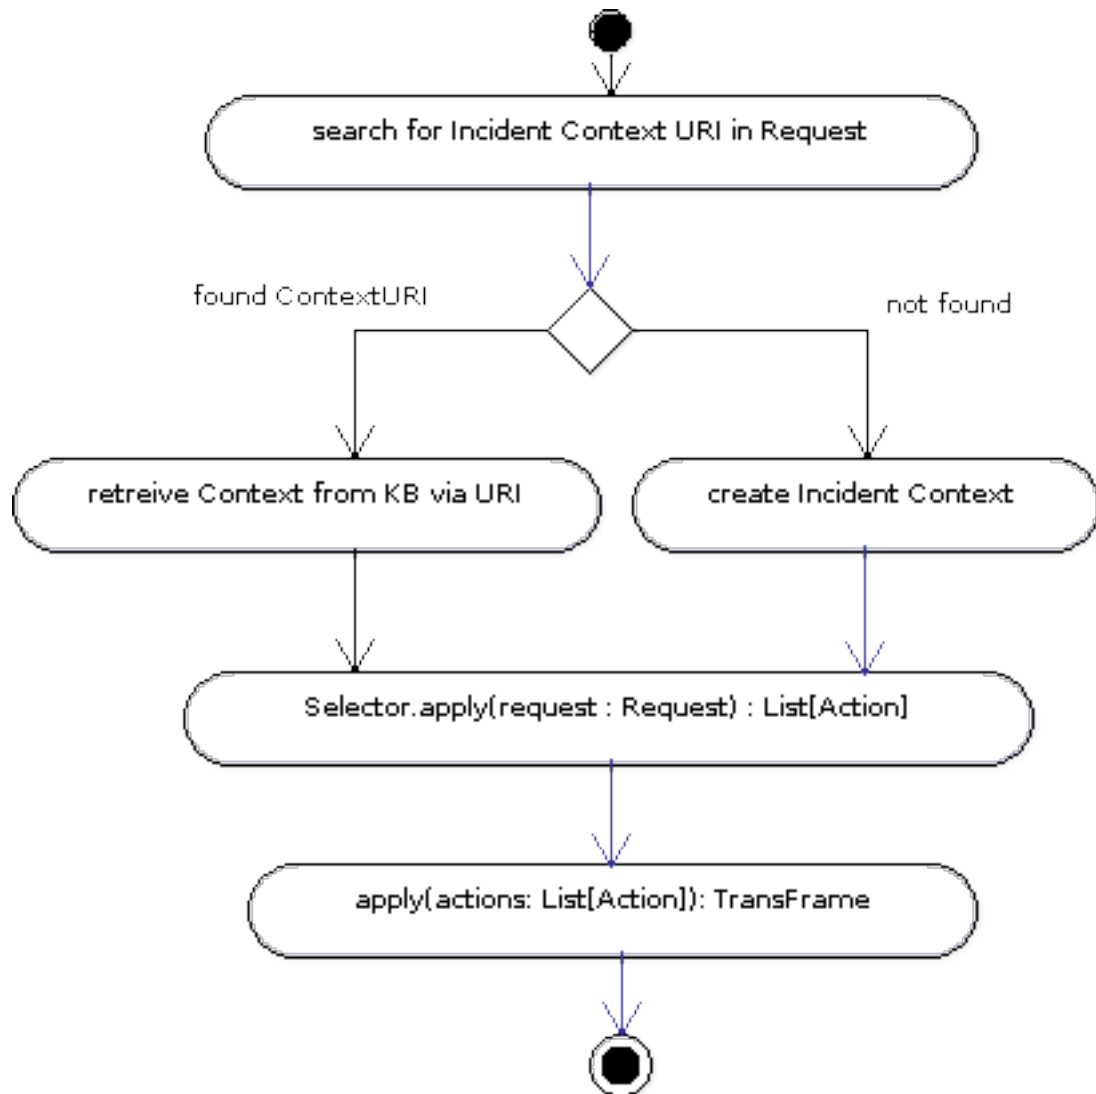 search for Incident Context URI in Request
found ContextURI
not found
retreive Context from KB via URI
create Incident Context
Selector.apply(request : Request) : List[Action]
apply(actions: List[Action]): TransFrame